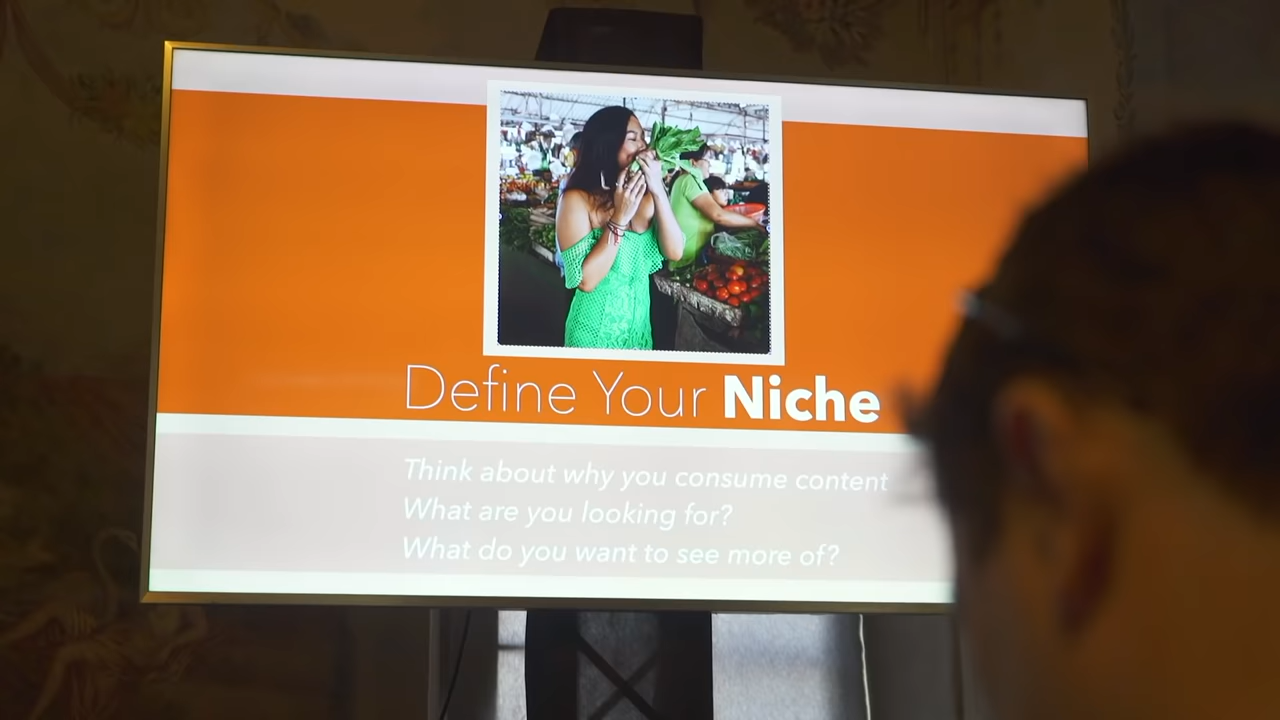 Define Your Niche
Think about why you consume content
What are you looking for?
What do you want to see more of?